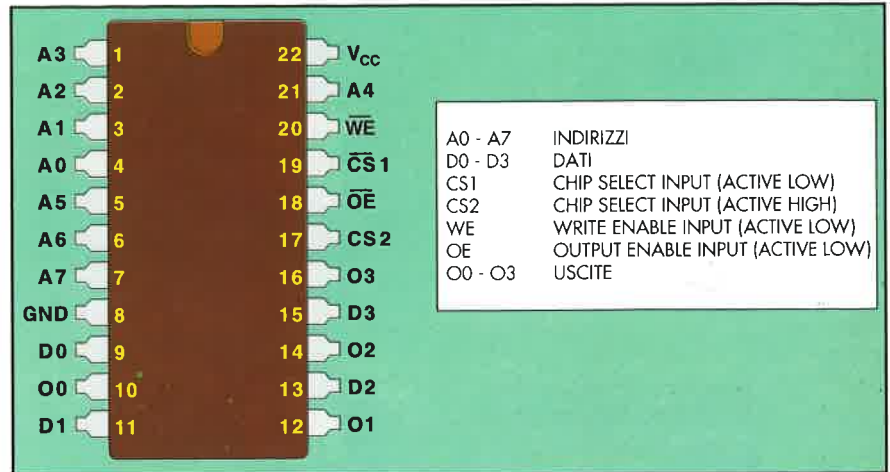 A3 1 22 VCC
A2 2 21 A4
A1 3 20 W̅E̅
A0 4 19 C̅S̅1
A5 5 18 O̅E̅
A6 6 17 CS2
A7 7 16 O3
GND 8 15 D3
D0 9 14 O2
O0 10 13 D2
D1 11 12 O1
A0 - A7 INDIRIZZI
D0 - D3 DATI
CS1 CHIP SELECT INPUT (ACTIVE LOW)
CS2 CHIP SELECT INPUT (ACTIVE HIGH)
WE WRITE ENABLE INPUT (ACTIVE LOW)
OE OUTPUT ENABLE INPUT (ACTIVE LOW)
O0 - O3 USCITE